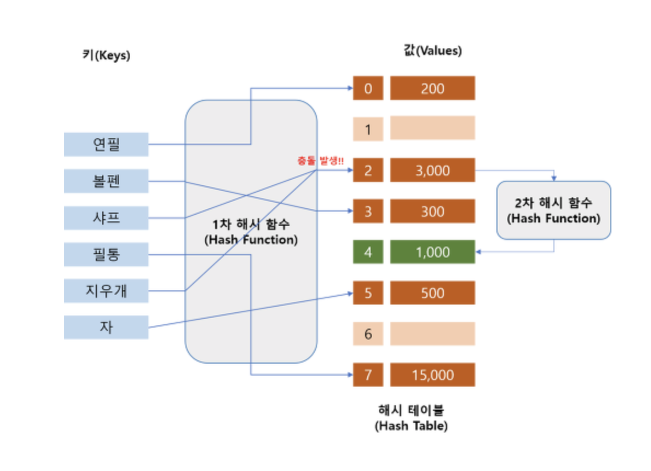 키(Keys)
값(Values)
연필
볼펜
샤프
필통
지우개
자
1차 해시 함수
(Hash Function)
충돌 발생!!
0 200
1
2 3,000
3 300
4 1,000
5 500
6
7 15,000
2차 해시 함수
(Hash Function)
해시 테이블
(Hash Table)